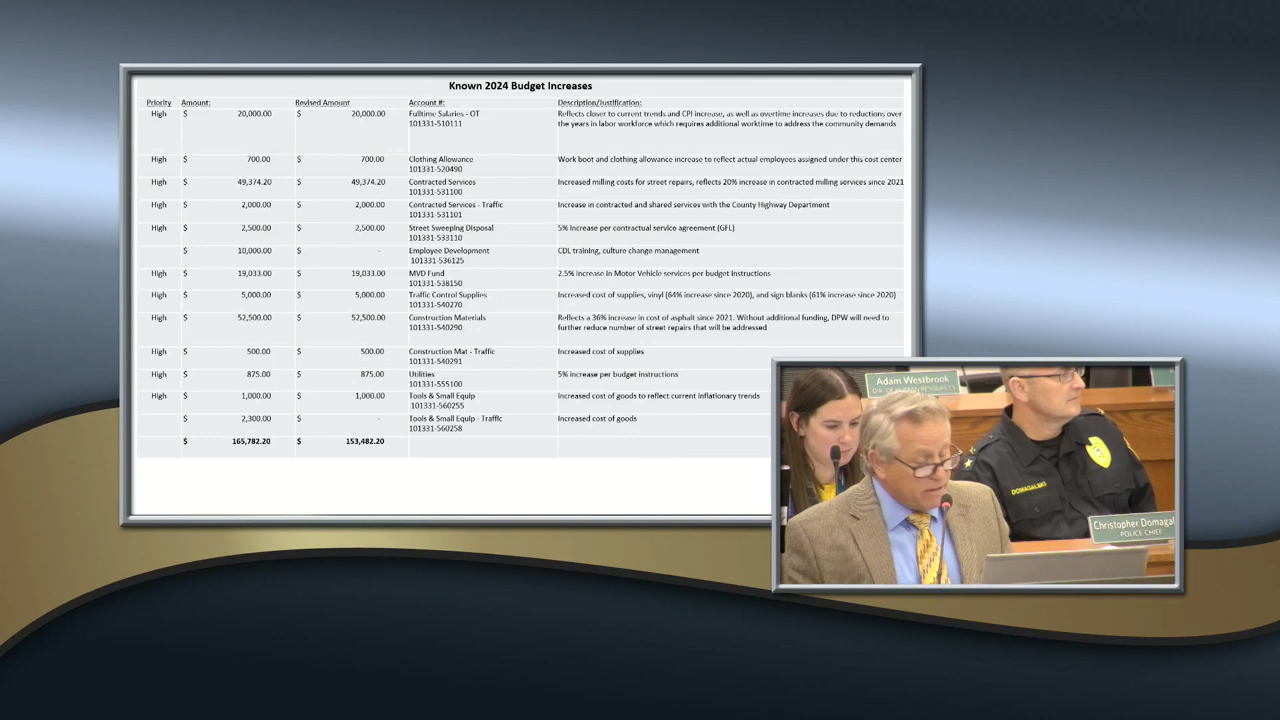 Known 2024 Budget Increases
Priority Amount: Revised Amount Account #: Description/Justification:
High $ 20,000.00 $ 20,000.00 Fulltime Salaries - OT Reflects closer to current trends and CPI increase, as well as overtime increases due to reductions over
101331-510111 the years in labor workforce which requires additional worktime to address the community demands
High $ 700.00 $ 700.00 Clothing Allowance Work boot and clothing allowance increase to reflect actual employees assigned under this cost center
101331-520490
High $ 49,374.20 $ 49,374.20 Contracted Services Increased milling costs for street repairs, reflects 20% increase in contracted milling services since 2021
101331-531100
High $ 2,000.00 $ 2,000.00 Contracted Services - Traffic Increase in contracted and shared services with the County Highway Department
101331-531101
High $ 2,500.00 $ 2,500.00 Street Sweeping Disposal 5% increase per contractual service agreement (GFL)
101331-533110
$ 10,000.00 $ - Employee Development CDL training, culture change management
101331-536125
High $ 19,033.00 $ 19,033.00 MVD Fund 2.5% increase in Motor Vehicle services per budget instructions
101331-538150
High $ 5,000.00 $ 5,000.00 Traffic Control Supplies Increased cost of supplies, vinyl (64% increase since 2020), and sign blanks (61% increase since 2020)
101331-540270
High $ 52,500.00 $ 52,500.00 Construction Materials Reflects a 36% increase in cost of asphalt since 2021. Without additional funding, DPW will need to
101331-540290 further reduce number of street repairs that will be addressed
High $ 500.00 $ 500.00 Construction Mat - Traffic Increased cost of supplies
101331-540291
High $ 875.00 $ 875.00 Utilities 5% increase per budget instructions
101331-555100
High $ 1,000.00 $ 1,000.00 Tools & Small Equip Increased cost of goods to reflect current inflationary trends
101331-560255
$ 2,300.00 $ - Tools & Small Equip - Traffic Increased cost of goods
101331-560258
$ 165,782.20 $ 153,482.20
Adam Westbrook
DIR. OF HUMAN RESOURCES
DOMAGALSKI
Christopher Domagal
POLICE CHIEF